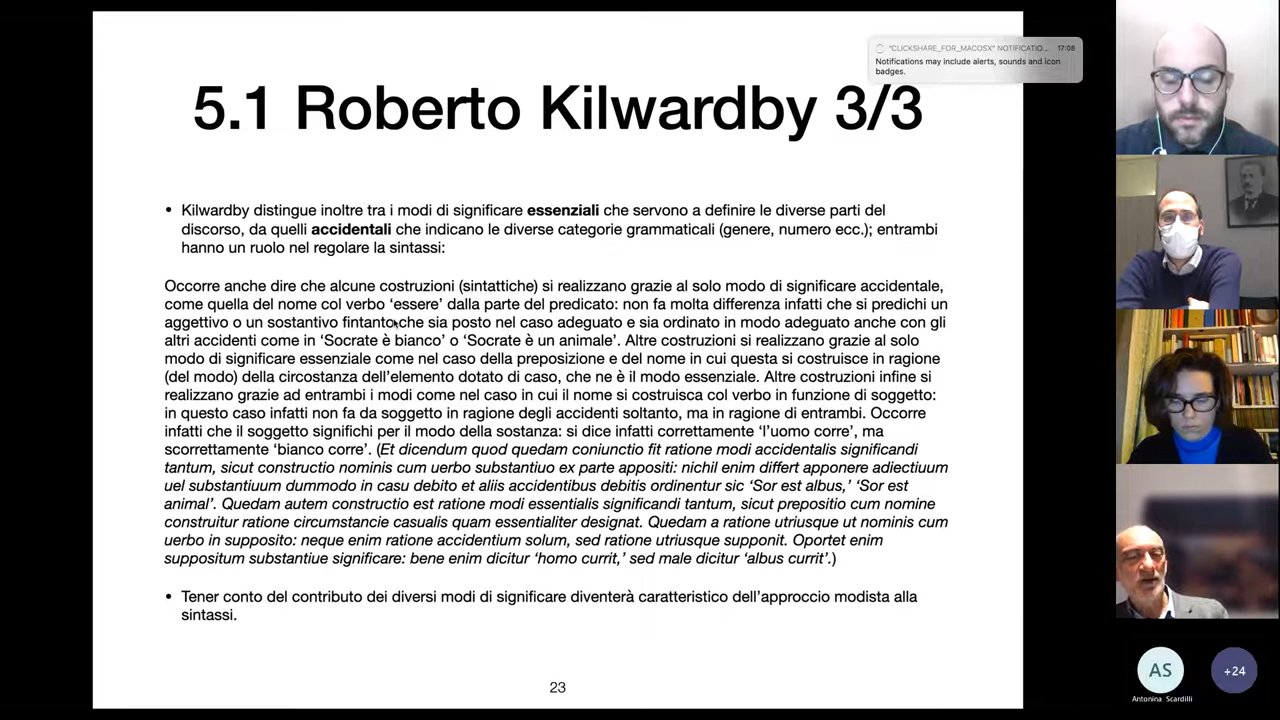 "CLICKSHARE_FOR_MACOSX" NOTIFICATIO... 17:08
Notifications may include alerts, sounds and icon
badges.
5.1 Roberto Kilwardby 3/3
• Kilwardby distingue inoltre tra i modi di significare essenziali che servono a definire le diverse parti del
discorso, da quelli accidentali che indicano le diverse categorie grammaticali (genere, numero ecc.); entrambi
hanno un ruolo nel regolare la sintassi:
Occorre anche dire che alcune costruzioni (sintattiche) si realizzano grazie al solo modo di significare accidentale,
come quella del nome col verbo ‘essere’ dalla parte del predicato: non fa molta differenza infatti che si predichi un
aggettivo o un sostantivo fintanto che sia posto nel caso adeguato e sia ordinato in modo adeguato anche con gli
altri accidenti come in ‘Socrate è bianco’ o ‘Socrate è un animale’. Altre costruzioni si realizzano grazie al solo
modo di significare essenziale come nel caso della preposizione e del nome in cui questa si costruisce in ragione
(del modo) della circostanza dell’elemento dotato di caso, che ne è il modo essenziale. Altre costruzioni infine si
realizzano grazie ad entrambi i modi come nel caso in cui il nome si costruisca col verbo in funzione di soggetto:
in questo caso infatti non fa da soggetto in ragione degli accidenti soltanto, ma in ragione di entrambi. Occorre
infatti che il soggetto significhi per il modo della sostanza: si dice infatti correttamente ‘l’uomo corre’, ma
scorrettamente ‘bianco corre’. (Et dicendum quod quedam coniunctio fit ratione modi accidentalis significandi
tantum, sicut constructio nominis cum uerbo substantiuo ex parte appositi: nichil enim differt apponere adiectiuum
uel substantiuum dummodo in casu debito et aliis accidentibus debitis ordinentur sic ‘Sor est albus,’ ‘Sor est
animal’. Quedam autem constructio est ratione modi essentialis significandi tantum, sicut prepositio cum nomine
construitur ratione circumstancie casualis quam essentialiter designat. Quedam a ratione utriusque ut nominis cum
uerbo in supposito: neque enim ratione accidentium solum, sed ratione utriusque supponit. Oportet enim
suppositum substantiue significare: bene enim dicitur ‘homo currit,’ sed male dicitur ‘albus currit’.)
• Tener conto del contributo dei diversi modi di significare diventerà caratteristico dell’approccio modista alla
sintassi.
23
AS
+24
Antonina Scardilli